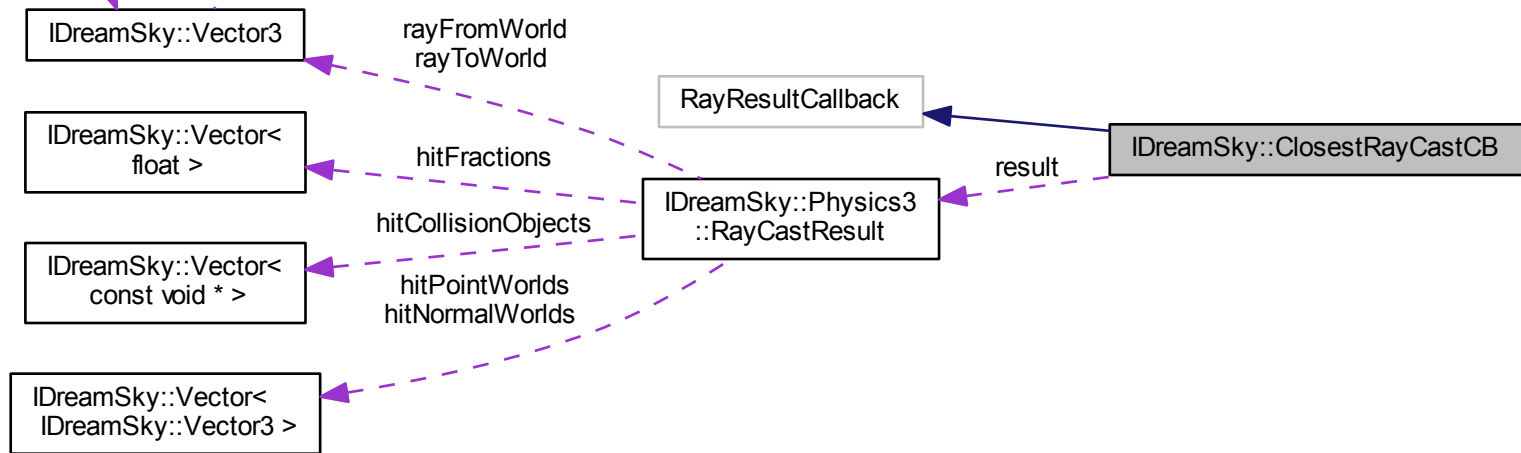 IDreamSky::Vector3
rayFromWorld
rayToWorld
RayResultCallback
IDreamSky::Vector<
float >
hitFractions
IDreamSky::ClosestRayCastCB
result
IDreamSky::Physics3
::RayCastResult
hitCollisionObjects
IDreamSky::Vector<
const void * >
hitPointWorlds
hitNormalWorlds
IDreamSky::Vector<
IDreamSky::Vector3 >